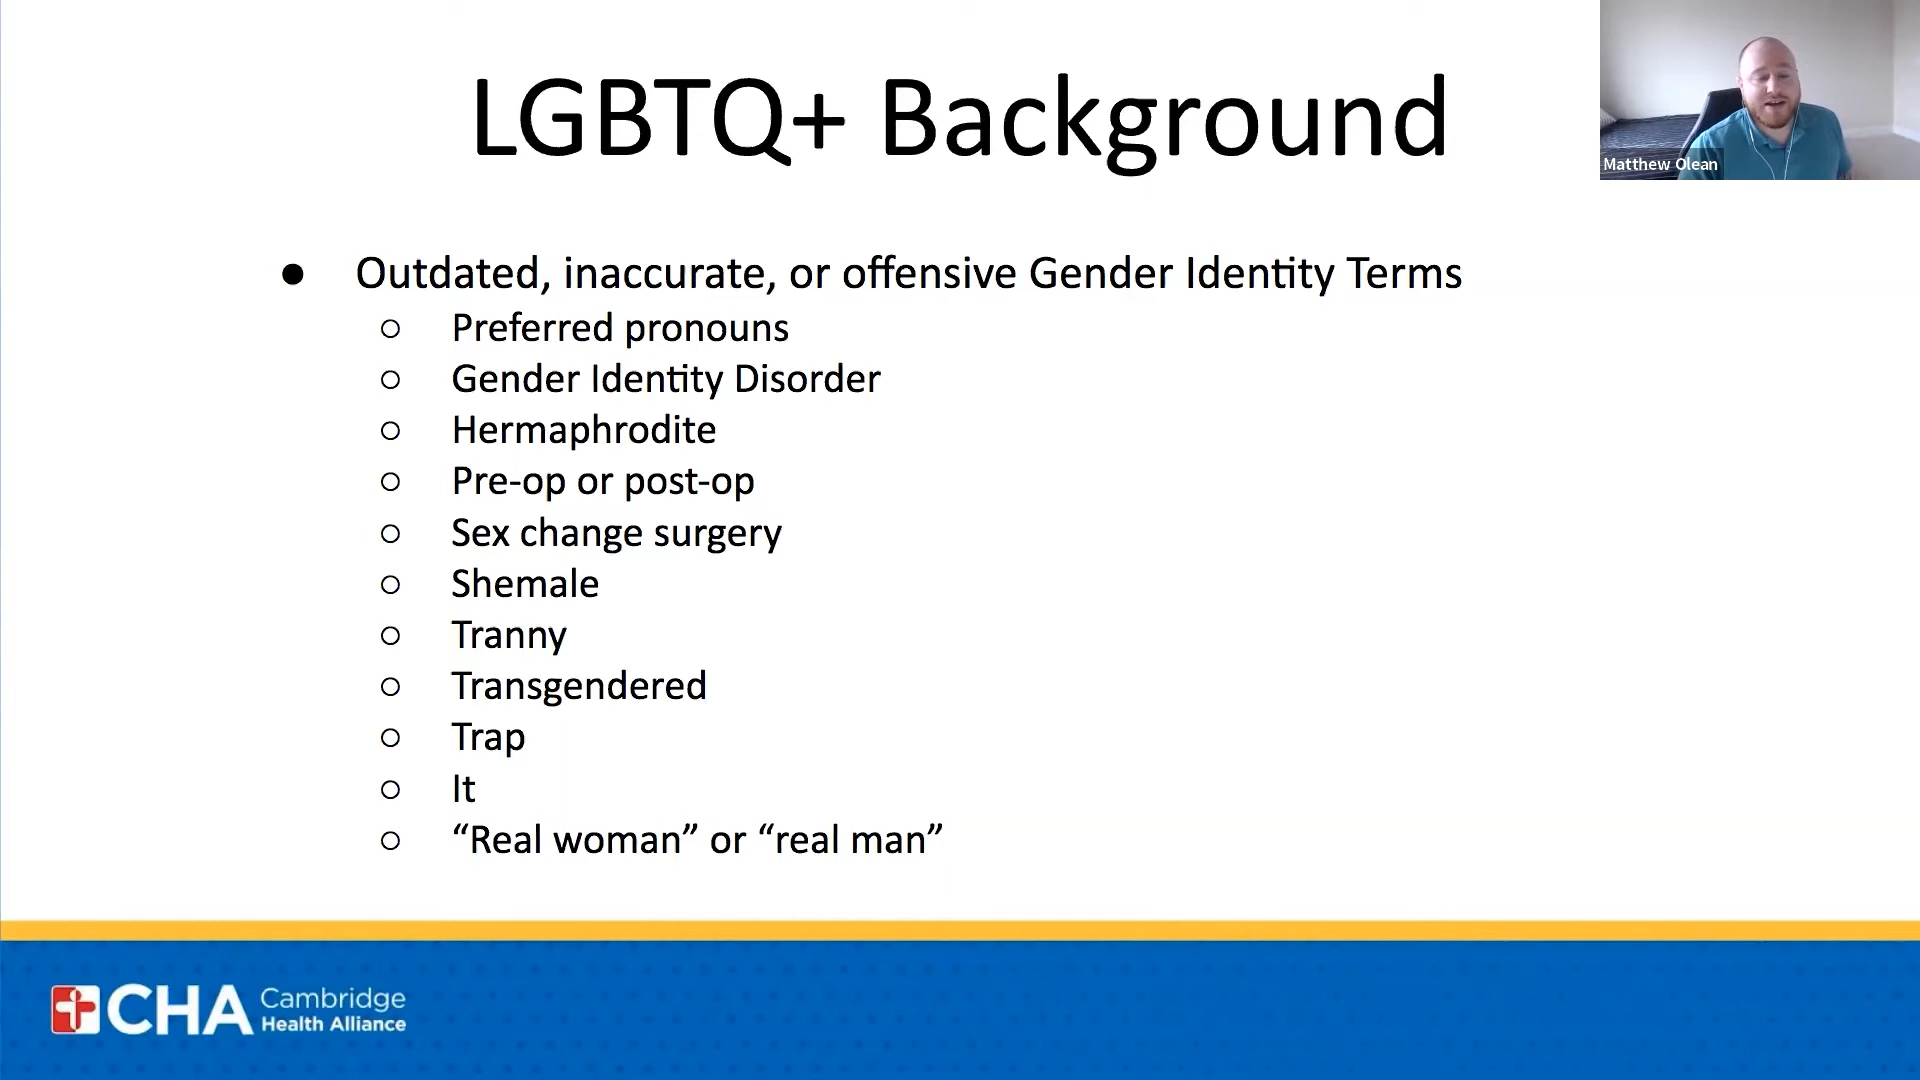 LGBTQ+ Background
Matthew Olean
● Outdated, inaccurate, or offensive Gender Identity Terms
○ Preferred pronouns
○ Gender Identity Disorder
○ Hermaphrodite
○ Pre-op or post-op
○ Sex change surgery
○ Shemale
○ Tranny
○ Transgendered
○ Trap
○ It
○ “Real woman” or “real man”
CHA Cambridge
Health Alliance